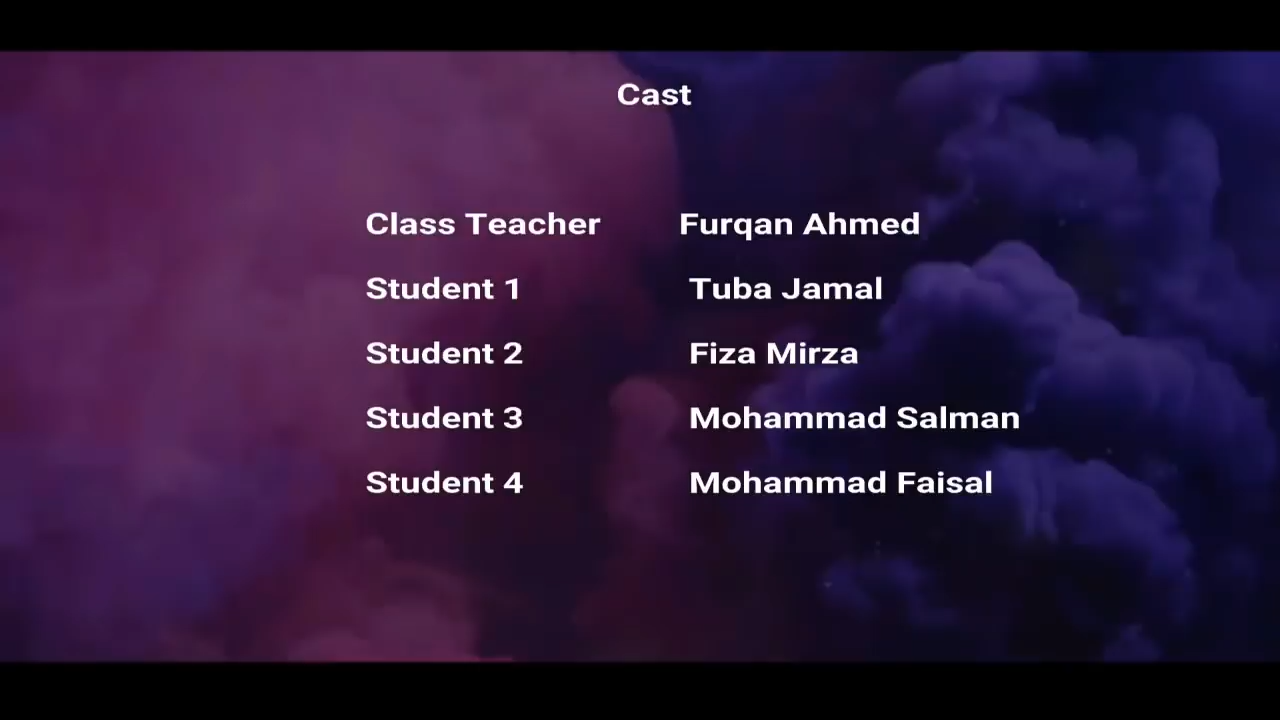 Cast
Class Teacher Furqan Ahmed
Student 1 Tuba Jamal
Student 2 Fiza Mirza
Student 3 Mohammad Salman
Student 4 Mohammad Faisal